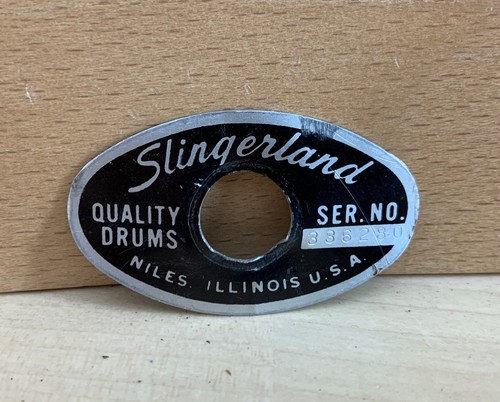 Slingerland
QUALITY
DRUMS
SER. NO.
336280
NILES, ILLINOIS U.S.A.